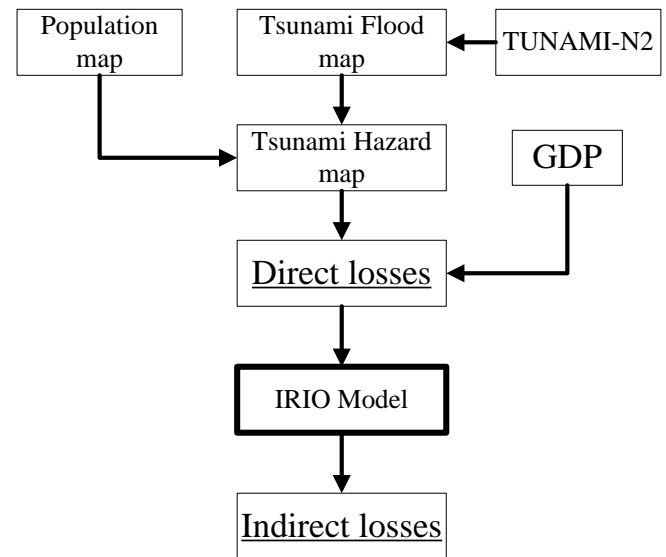 Population
map
Tsunami Flood
map
TUNAMI-N2
Tsunami Hazard
map
GDP
Direct losses
IRIO Model
Indirect losses